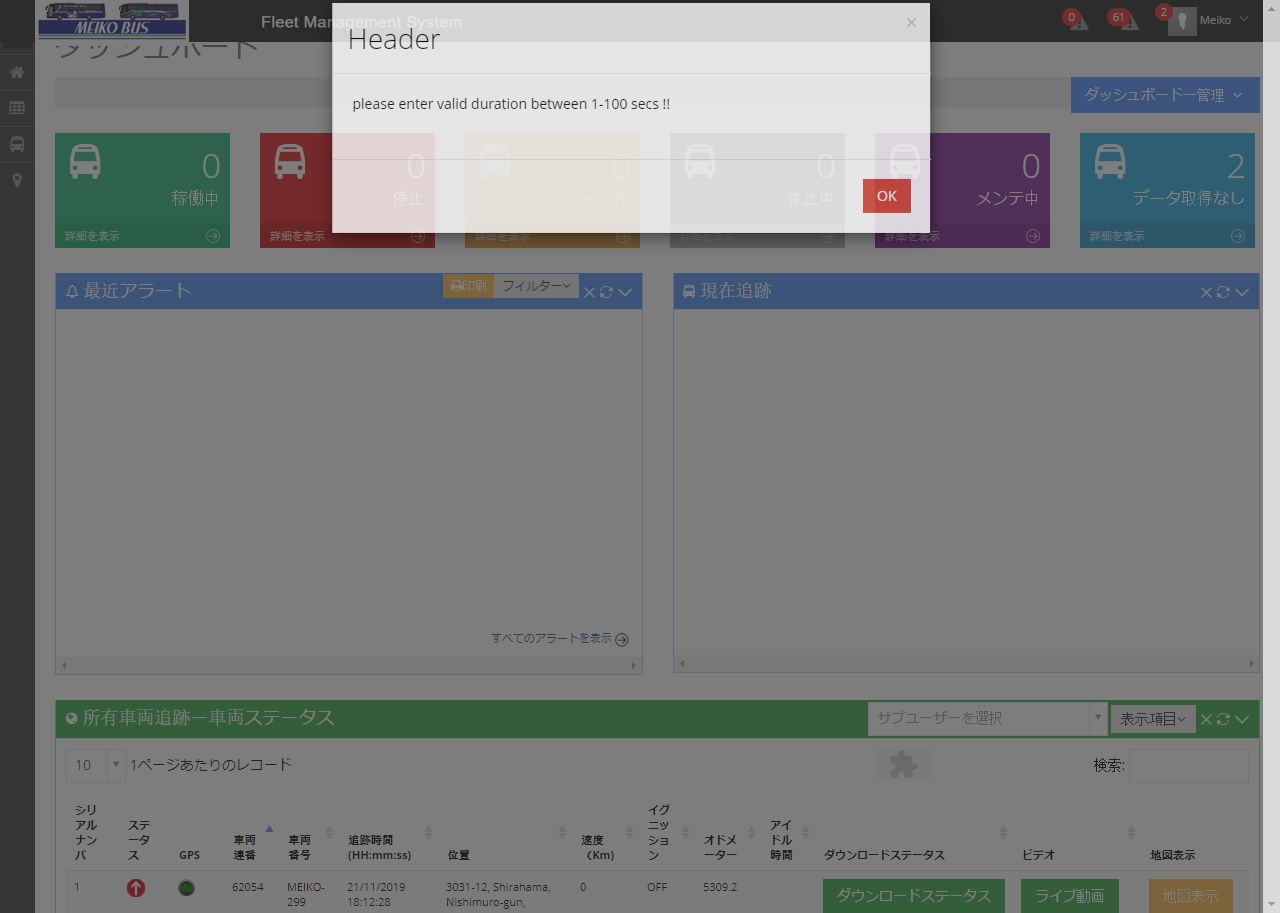 MEIKO BUS
Fleet Management System
0
61
2
Meiko
Header
×
ダッシュボード
please enter valid duration between 1-100 secs !!
OK
ダッシュボードー管理
0
稼働中
詳細を表示
0
停止
詳細を表示
0
アイドル
詳細を表示
0
休止中
詳細を表示
0
メンテ中
詳細を表示
2
データ取得なし
詳細を表示
最近アラート
印刷
フィルター
現在追跡
すべてのアラートを表示
所有車両追跡ー車両ステータス
サブユーザーを選択
表示項目
10
1ページあたりのレコード
検索:
シリ
アル
ナン
バ
ステ
ータ
ス
GPS
車両
連番
車両
番号
追跡時間
(HH:mm:ss)
位置
速度
(Km)
イグ
ニッ
ショ
ン
オドメ
ーター
アイ
ドル
時間
ダウンロードステータス
ビデオ
地図表示
1
62054
MEIKO-
299
21/11/2019
18:12:28
3031-12, Shirahama,
Nishimuro-gun,
0
OFF
5309.2
ダウンロードステータス
ライブ動画
地図表示